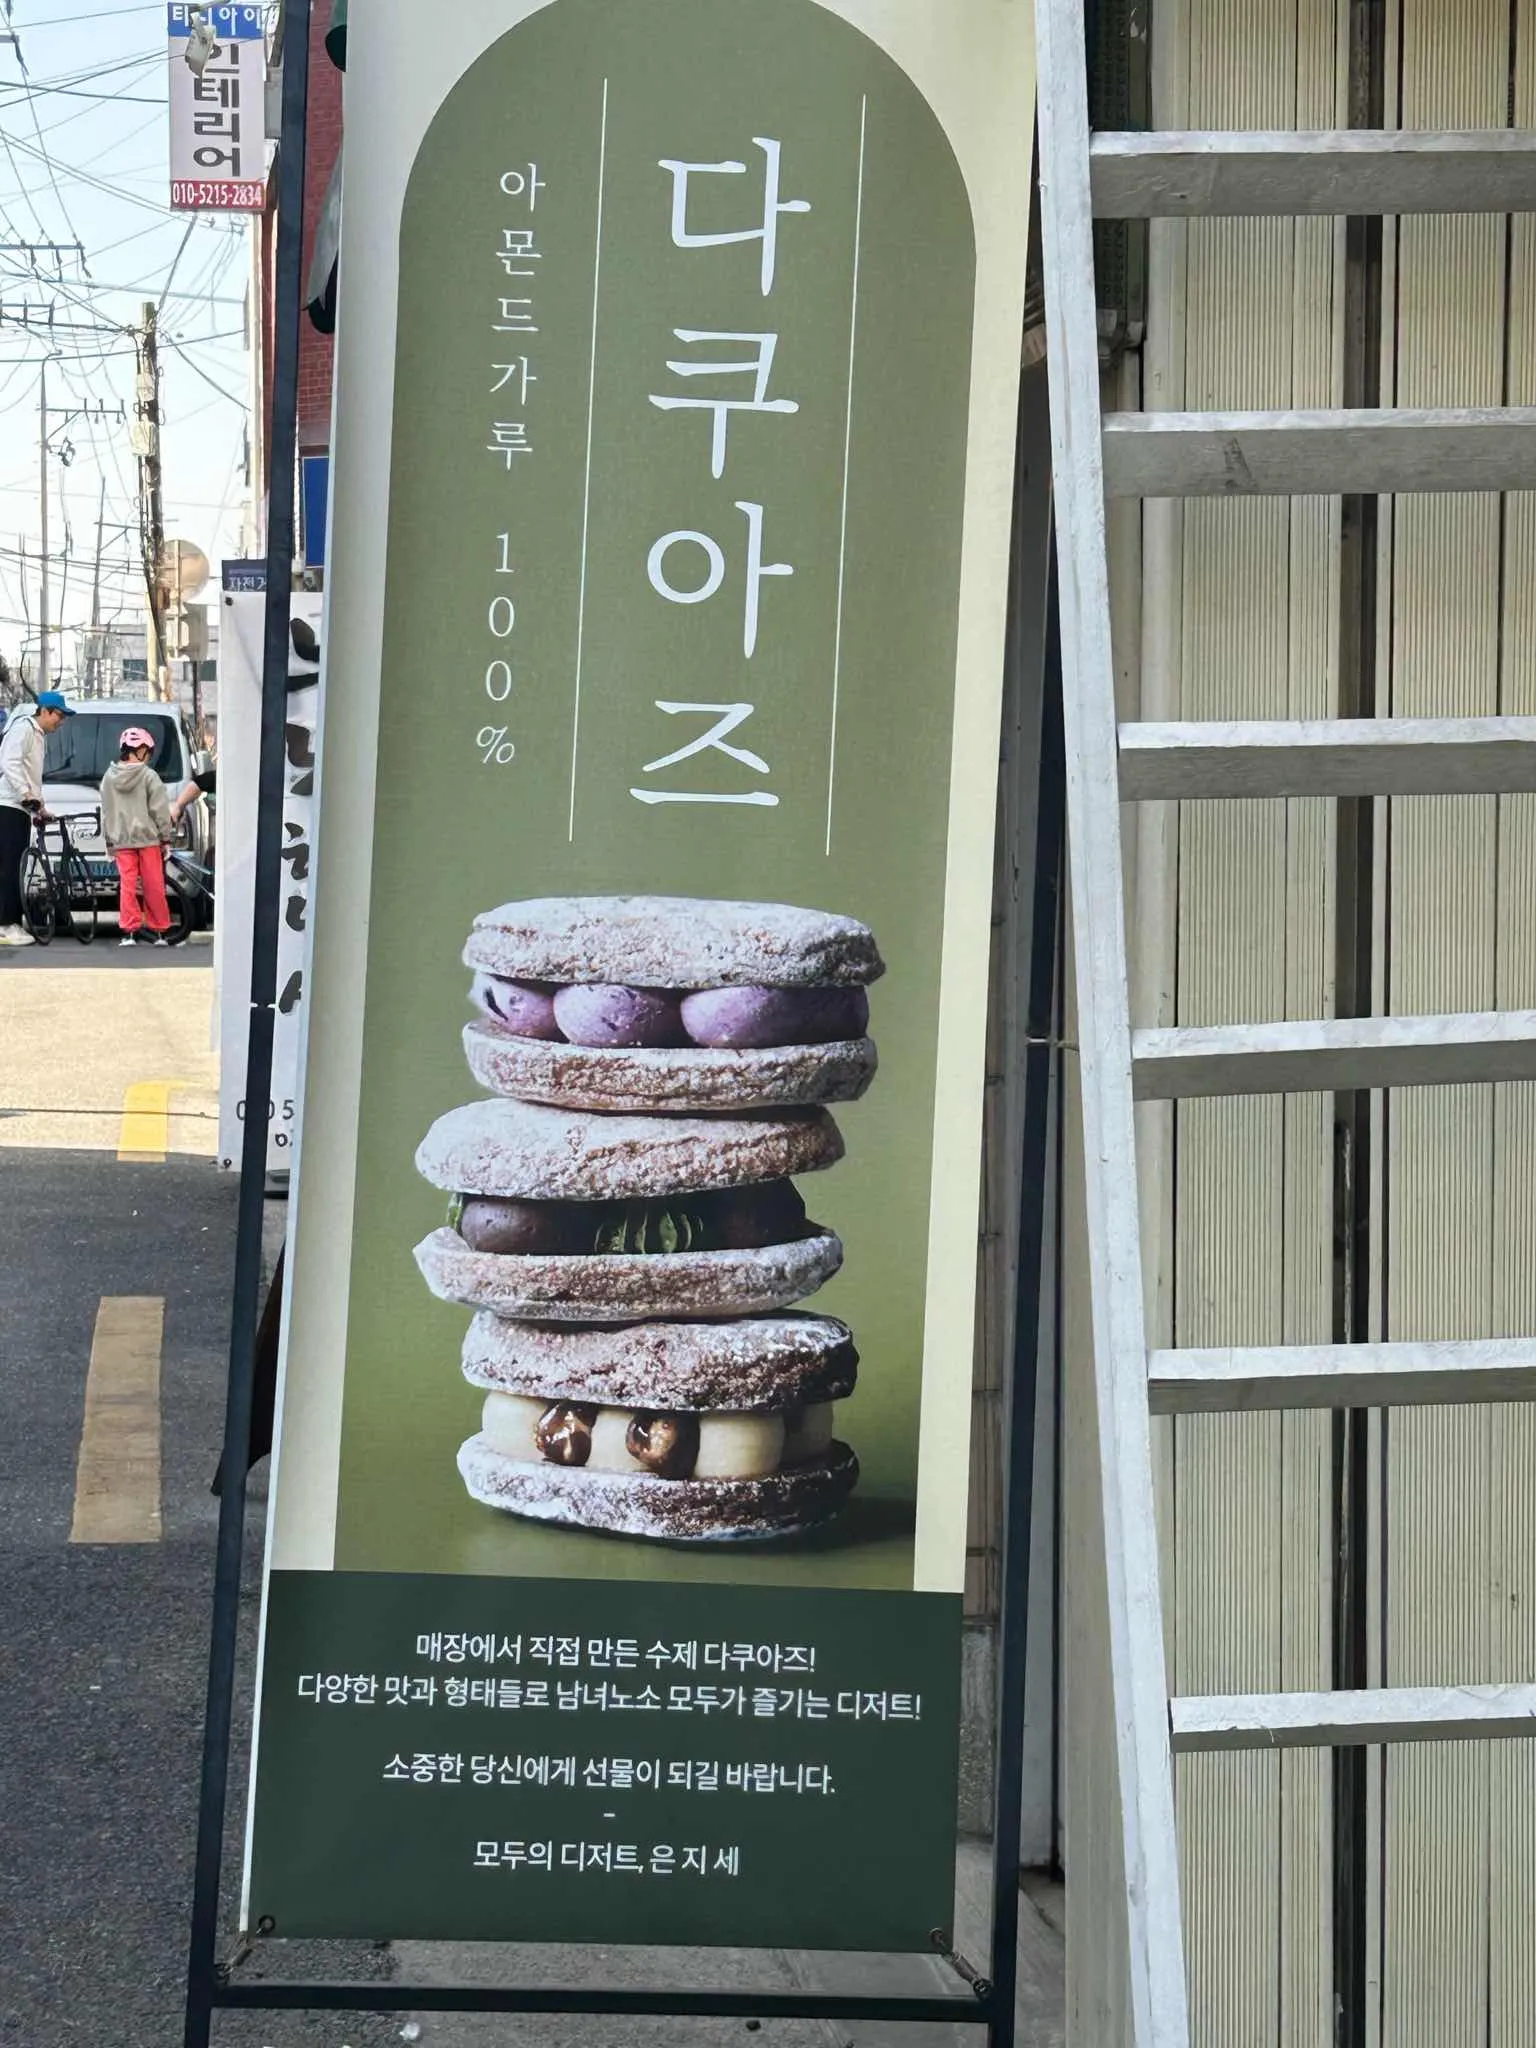 인테리어
010-5215-2834
다쿠아즈
아몬드가루 100%
매장에서 직접 만든 수제 다쿠아즈!
다양한 맛과 형태들로 남녀노소 모두가 즐기는 디저트!
소중한 당신에게 선물이 되길 바랍니다.
-
모두의 디저트, 은 지 세